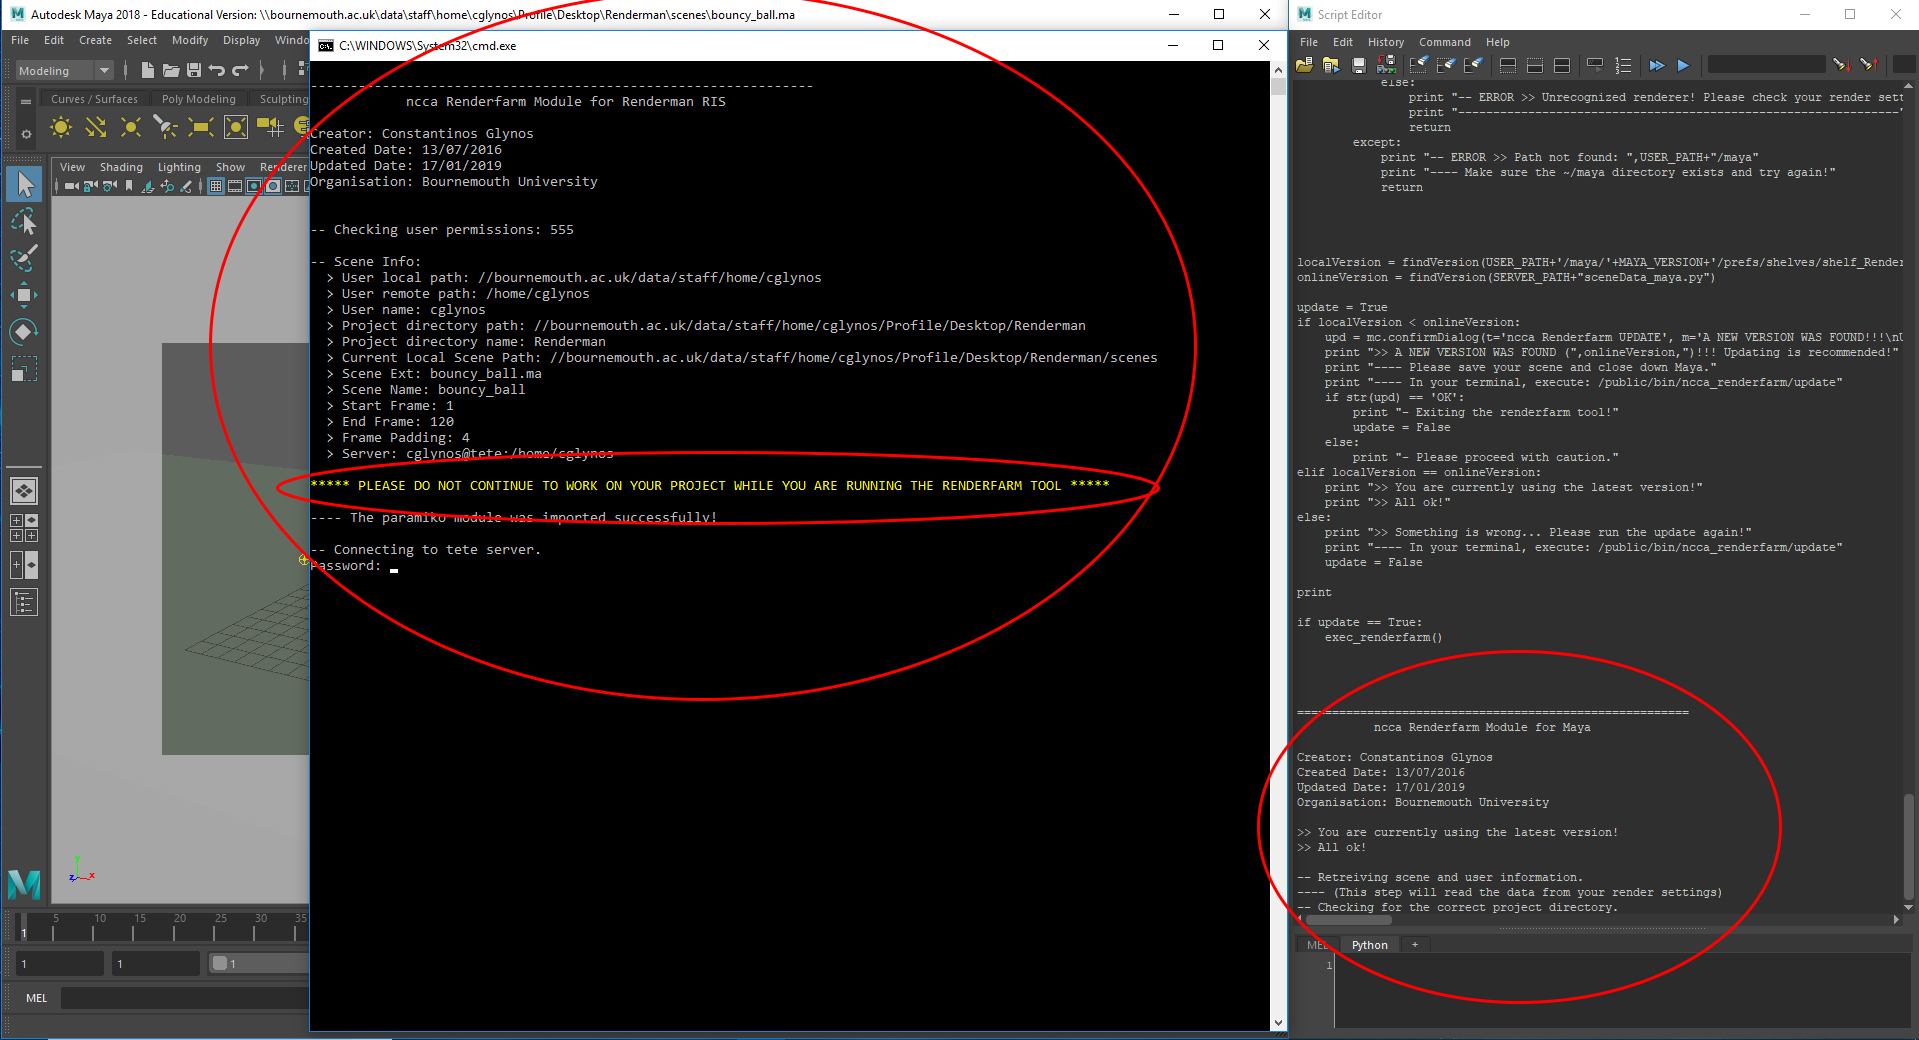 Autodesk Maya 2018 - Educational Version: \\bournemouth.ac.uk\data\staff\home\cglynos\Profile\Desktop\Renderman\scenes\bouncy_ball.ma
File Edit Create Select Modify Display Windo
Modeling
Curves / Surfaces Poly Modeling Sculpting
View Shading Lighting Show Renderer
5 10 15 20 25 30 35
1
1 1 1
MEL
C:\WINDOWS\System32\cmd.exe
---------------------------------------------------------------
ncca Renderfarm Module for Renderman RIS
Creator: Constantinos Glynos
Created Date: 13/07/2016
Updated Date: 17/01/2019
Organisation: Bournemouth University
-- Checking user permissions: 555
-- Scene Info:
> User local path: //bournemouth.ac.uk/data/staff/home/cglynos
> User remote path: /home/cglynos
> User name: cglynos
> Project directory path: //bournemouth.ac.uk/data/staff/home/cglynos/Profile/Desktop/Renderman
> Project directory name: Renderman
> Current Local Scene Path: //bournemouth.ac.uk/data/staff/home/cglynos/Profile/Desktop/Renderman/scenes
> Scene Ext: bouncy_ball.ma
> Scene Name: bouncy_ball
> Start Frame: 1
> End Frame: 120
> Frame Padding: 4
> Server: cglynos@tete:/home/cglynos
***** PLEASE DO NOT CONTINUE TO WORK ON YOUR PROJECT WHILE YOU ARE RUNNING THE RENDERFARM TOOL *****
---- The paramiko module was imported successfully!
-- Connecting to tete server.
Password: _
y
z x
Script Editor
File Edit History Command Help
else:
print "-- ERROR >> Unrecognized renderer! Please check your render sett
print "---------------------------------------------------------------"
return
except:
print "-- ERROR >> Path not found: ",USER_PATH+"/maya"
print "---- Make sure the ~/maya directory exists and try again!"
return
localVersion = findVersion(USER_PATH+'/maya/'+MAYA_VERSION+'/prefs/shelves/shelf_Render
onlineVersion = findVersion(SERVER_PATH+"sceneData_maya.py")
update = True
if localVersion < onlineVersion:
upd = mc.confirmDialog(t='ncca Renderfarm UPDATE', m='A NEW VERSION WAS FOUND!!!\nU
print ">> A NEW VERSION WAS FOUND (",onlineVersion,")!!! Updating is recommended!"
print "---- Please save your scene and close down Maya."
print "---- In your terminal, execute: /public/bin/ncca_renderfarm/update"
if str(upd) == 'OK':
print "- Exiting the renderfarm tool!"
update = False
else:
print "- Please proceed with caution."
elif localVersion == onlineVersion:
print ">> You are currently using the latest version!"
print ">> All ok!"
else:
print ">> Something is wrong... Please run the update again!"
print "---- In your terminal, execute: /public/bin/ncca_renderfarm/update"
update = False
print
if update == True:
exec_renderfarm()
========================================================
ncca Renderfarm Module for Maya
Creator: Constantinos Glynos
Created Date: 13/07/2016
Updated Date: 17/01/2019
Organisation: Bournemouth University
>> You are currently using the latest version!
>> All ok!
-- Retreiving scene and user information.
---- (This step will read the data from your render settings)
-- Checking for the correct project directory.
MEL Python +
1